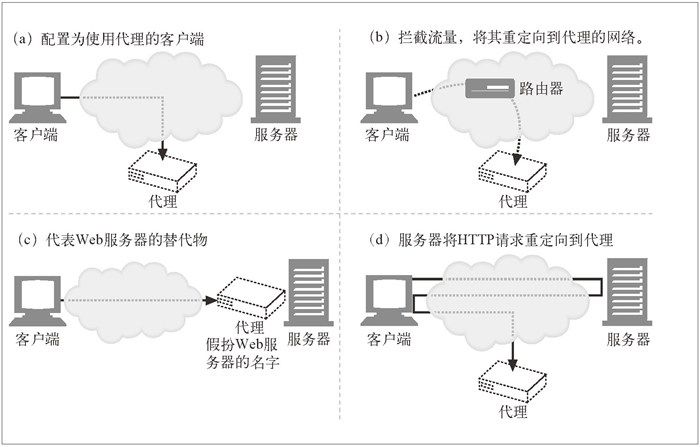 (a) 配置为使用代理的客户端
客户端
服务器
代理
(b) 拦截流量，将其重定向到代理的网络。
路由器
客户端
服务器
代理
(c) 代表Web服务器的替代物
客户端
代理
假扮Web服
务器的名字
服务器
(d) 服务器将HTTP请求重定向到代理
客户端
服务器
代理